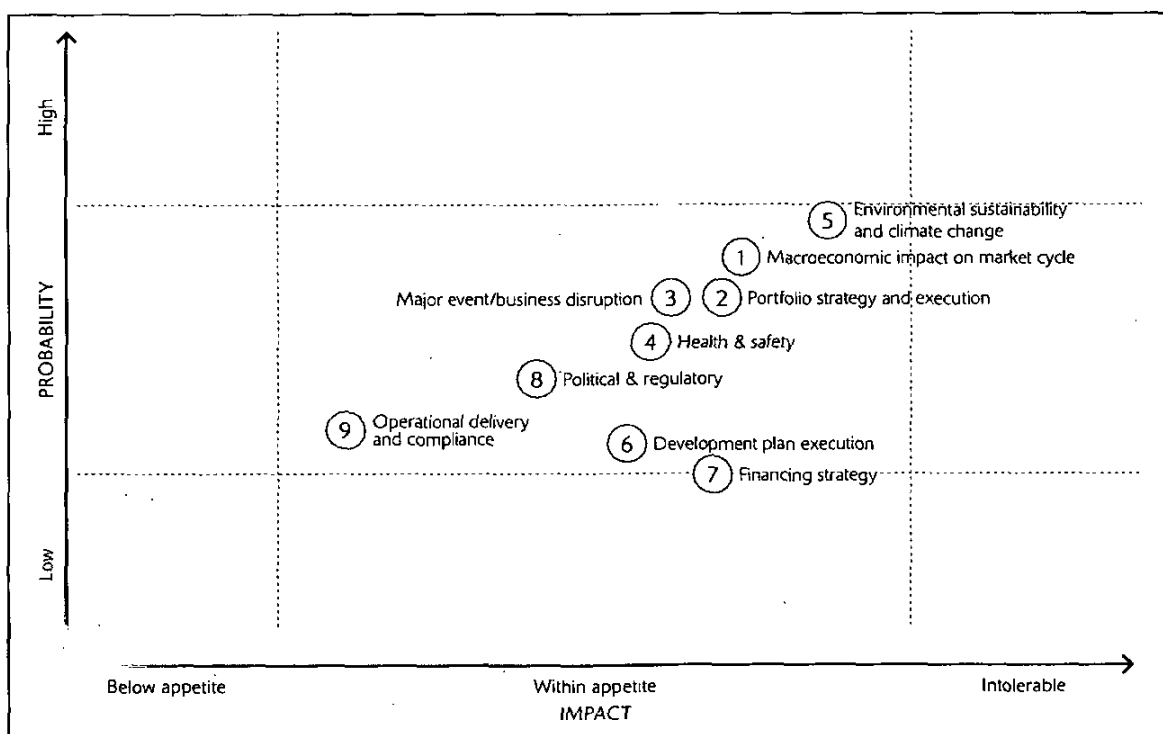 High
PROBABILITY
Low
5 Environmental sustainability
and climate change
1 Macroeconomic impact on market cycle
Major event/business disruption 3
2 Portfolio strategy and execution
4 Health & safety
8 Political & regulatory
9 Operational delivery
and compliance
6 Development plan execution
7 Financing strategy
Below appetite
Within appetite
Intolerable
IMPACT